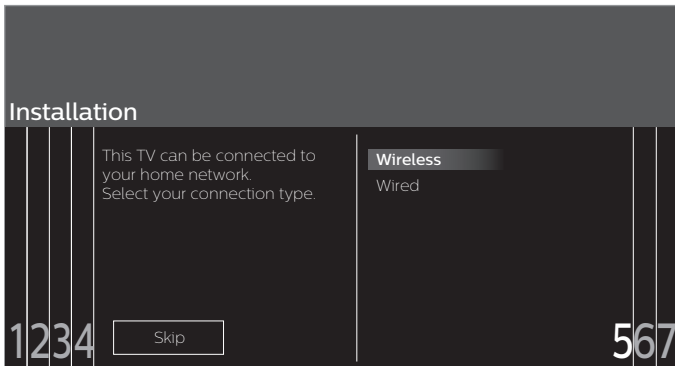 Installation
This TV can be connected to
your home network.
Select your connection type.
Wireless
Wired
Skip
1234
567